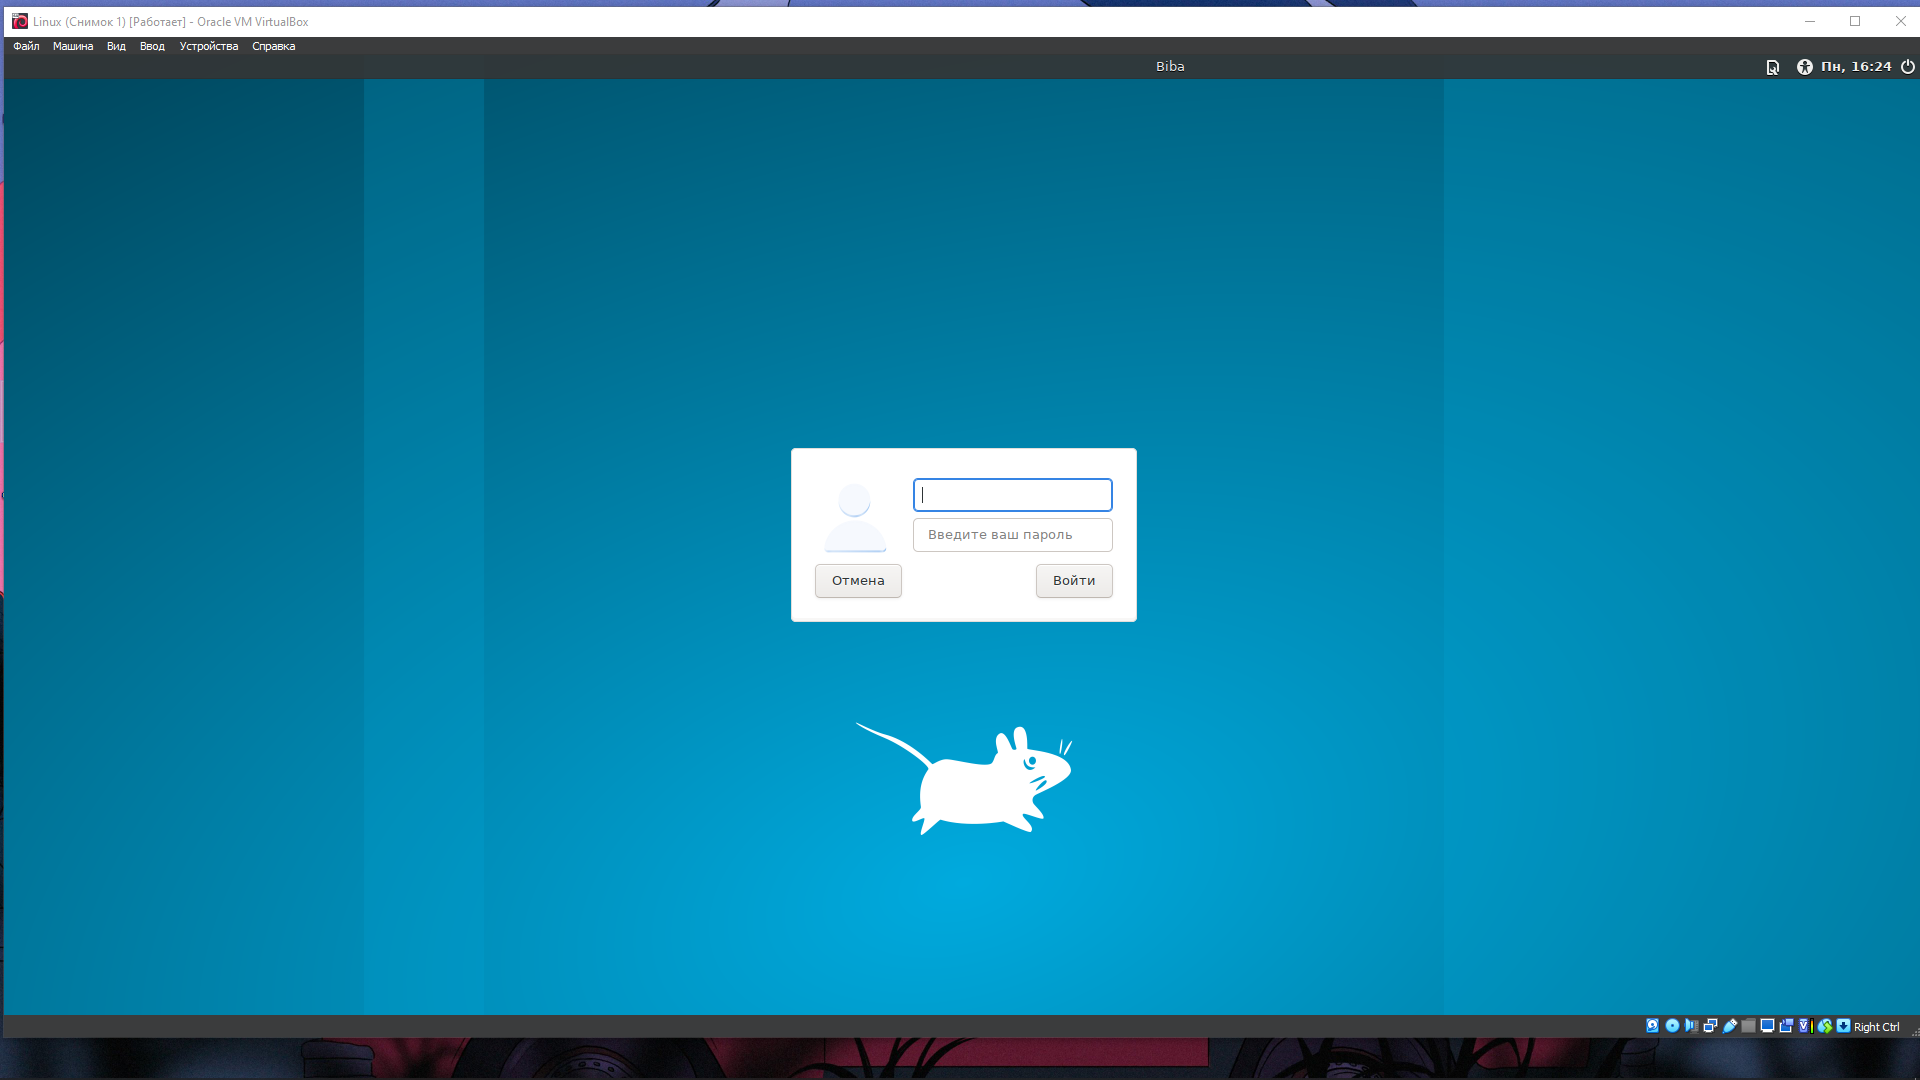 Linux (Снимок 1) [Работает] - Oracle VM VirtualBox
Файл Машина Вид Ввод Устройства Справка
Biba
Пн, 16:24
Введите ваш пароль
Отмена
Войти
Right Ctrl